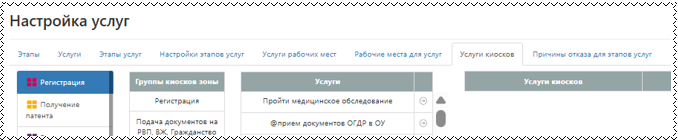 Настройка услуг
Этапы Услуги Этапы услуг Настройки этапов услуг Услуги рабочих мест Рабочие места для услуг Услуги киосков Причины отказа для этапов услуг
Регистрация
Получение
патента
Группы киосков зоны
Регистрация
Подача документов на
РВП, ВЖ, Гражданство
Услуги
Пройти медицинское обследование
@прием документов ОГДР в ОУ
Услуги киосков